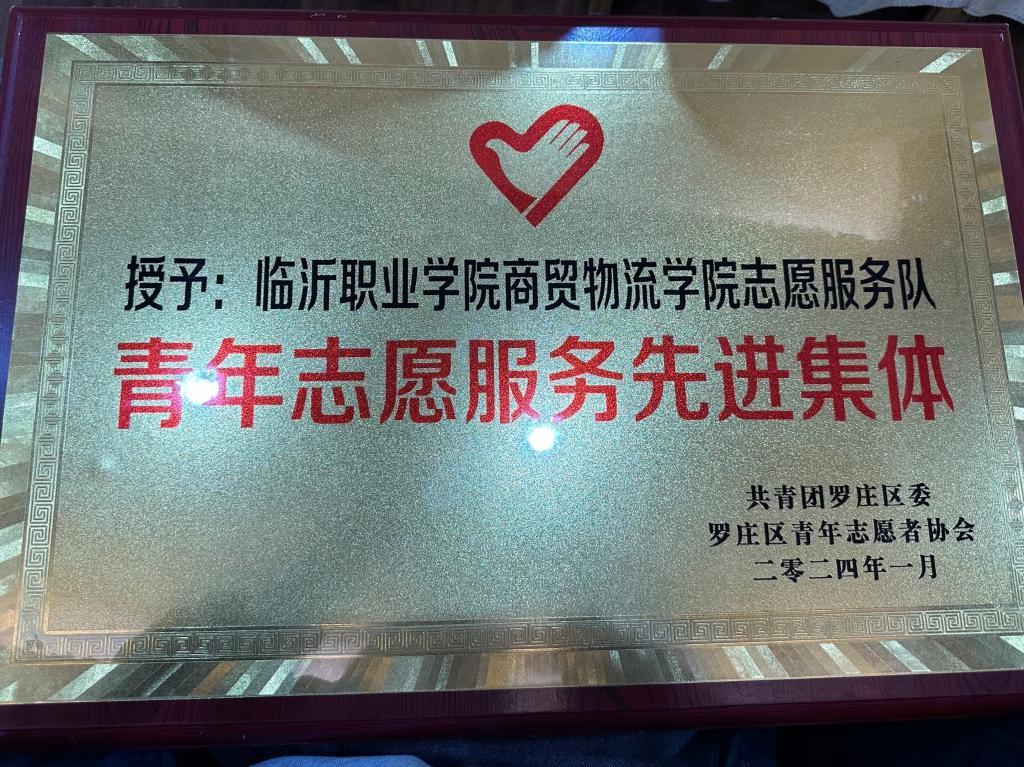 授予：临沂职业学院商贸物流学院志愿服务队
青年志愿服务先进集体
共青团罗庄区委
罗庄区青年志愿者协会
二零二四年一月